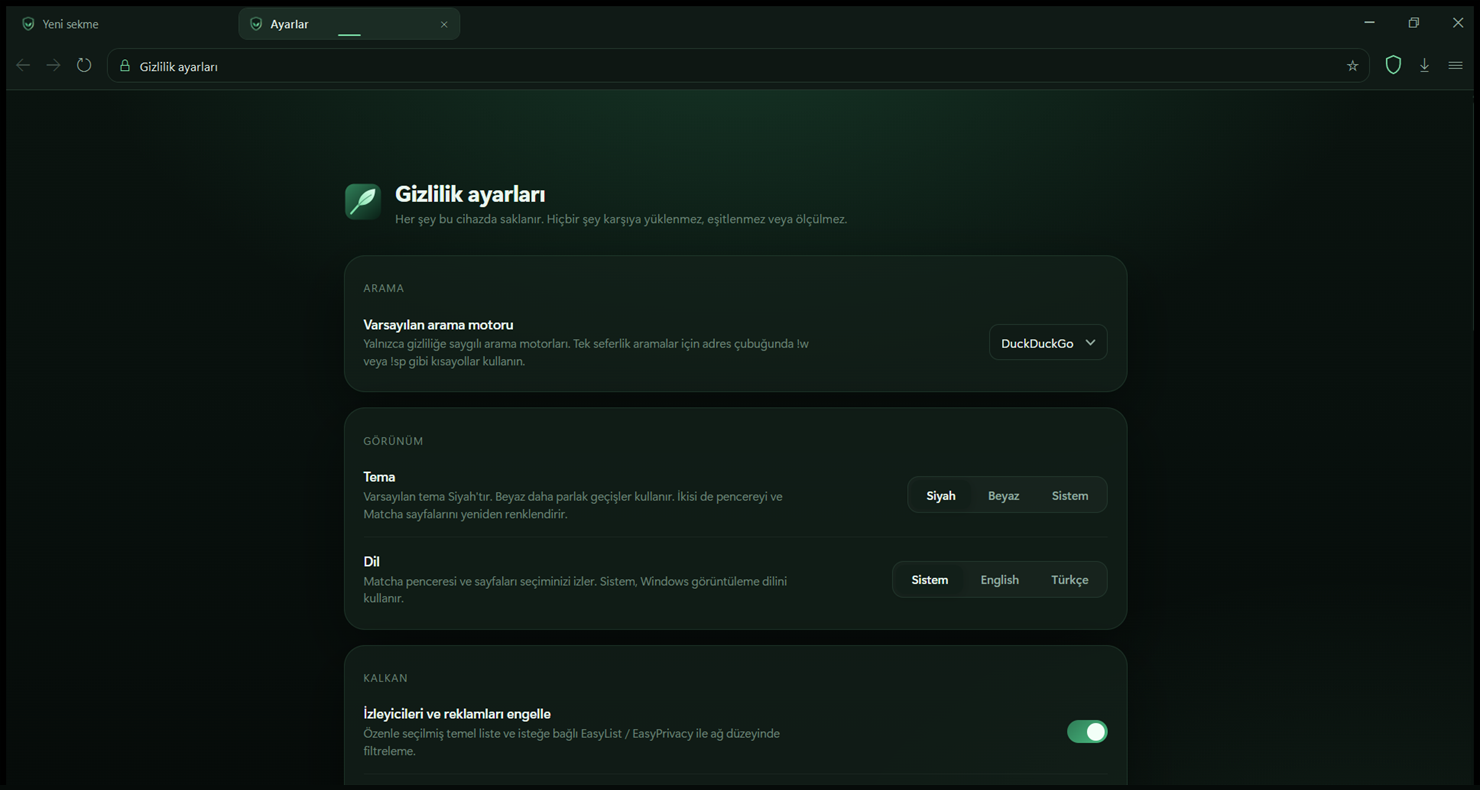 Yeni sekme
Ayarlar
Gizlilik ayarları
Gizlilik ayarları
Her şey bu cihazda saklanır. Hiçbir şey karşıya yüklenmez, eşitlenmez veya ölçülmez.
ARAMA
Varsayılan arama motoru
Yalnızca gizliliğe saygılı arama motorları. Tek seferlik aramalar için adres çubuğunda !w
veya !sp gibi kısayollar kullanın.
DuckDuckGo
GÖRÜNÜM
Tema
Varsayılan tema Siyah'tır. Beyaz daha parlak geçişler kullanır. İkisi de pencereyi ve
Matcha sayfalarını yeniden renklendirir.
Siyah Beyaz Sistem
Dil
Matcha penceresi ve sayfaları seçiminizi izler. Sistem, Windows görüntüleme dilini
kullanır.
Sistem English Türkçe
KALKAN
İzleyicileri ve reklamları engelle
Özenle seçilmiş temel liste ve isteğe bağlı EasyList / EasyPrivacy ile ağ düzeyinde
filtreleme.